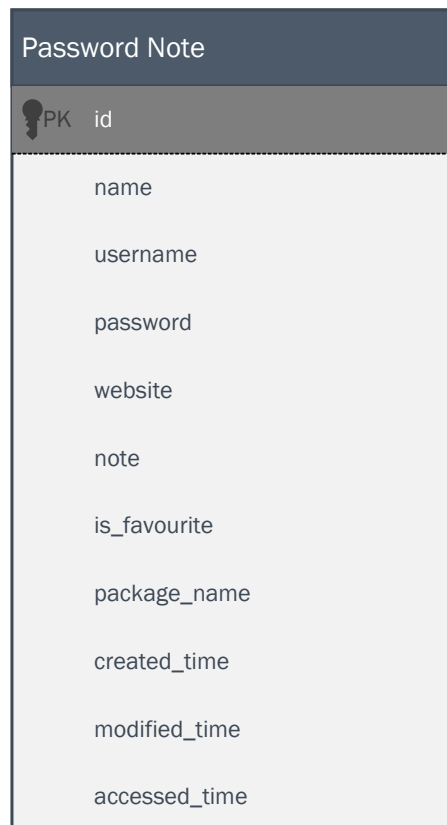 Password Note
PK id
name
username
password
website
note
is_favourite
package_name
created_time
modified_time
accessed_time